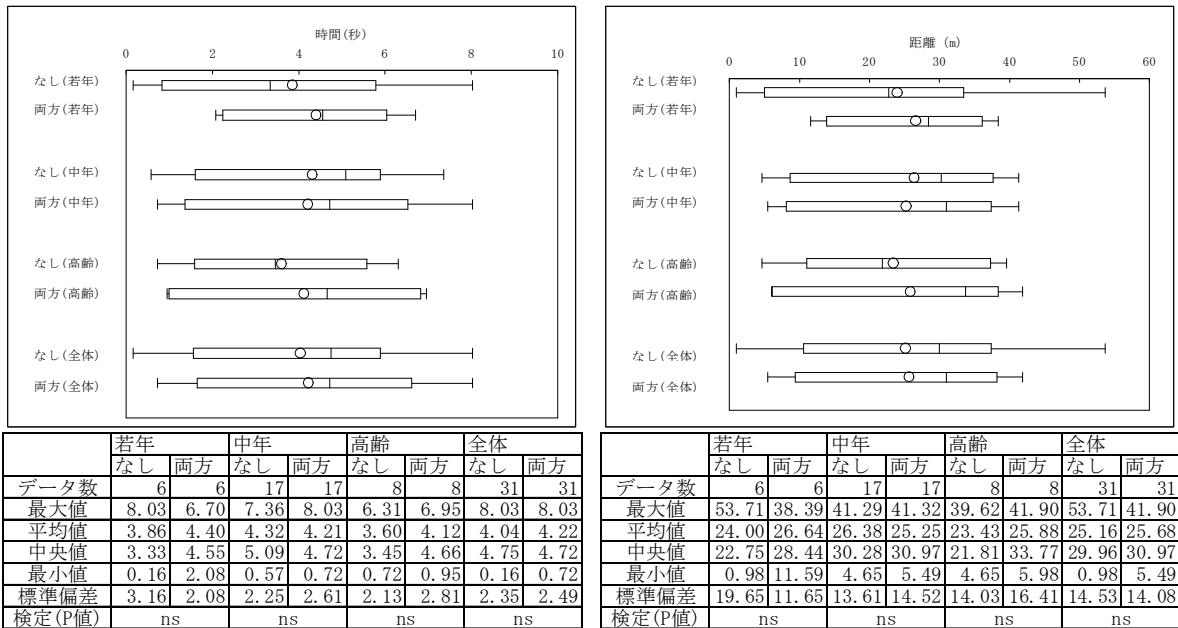 時間(秒)
0 2 4 6 8 10
なし(若年)
両方(若年)
なし(中年)
両方(中年)
なし(高齢)
両方(高齢)
なし(全体)
両方(全体)
若年 中年 高齢 全体
なし 両方 なし 両方 なし 両方 なし 両方
データ数 6 6 17 17 8 8 31 31
最大値 8.03 6.70 7.36 8.03 6.31 6.95 8.03 8.03
平均値 3.86 4.40 4.32 4.21 3.60 4.12 4.04 4.22
中央値 3.33 4.55 5.09 4.72 3.45 4.66 4.75 4.72
最小値 0.16 2.08 0.57 0.72 0.72 0.95 0.16 0.72
標準偏差 3.16 2.08 2.25 2.61 2.13 2.81 2.35 2.49
検定(P値) ns ns ns ns
距離 (m)
0 10 20 30 40 50 60
なし(若年)
両方(若年)
なし(中年)
両方(中年)
なし(高齢)
両方(高齢)
なし(全体)
両方(全体)
若年 中年 高齢 全体
なし 両方 なし 両方 なし 両方 なし 両方
データ数 6 6 17 17 8 8 31 31
最大値 53.71 38.39 41.29 41.32 39.62 41.90 53.71 41.90
平均値 24.00 26.64 26.38 25.25 23.43 25.88 25.16 25.68
中央値 22.75 28.44 30.28 30.97 21.81 33.77 29.96 30.97
最小値 0.98 11.59 4.65 5.49 4.65 5.98 0.98 5.49
標準偏差 19.65 11.65 13.61 14.52 14.03 16.41 14.53 14.08
検定(P値) ns ns ns ns